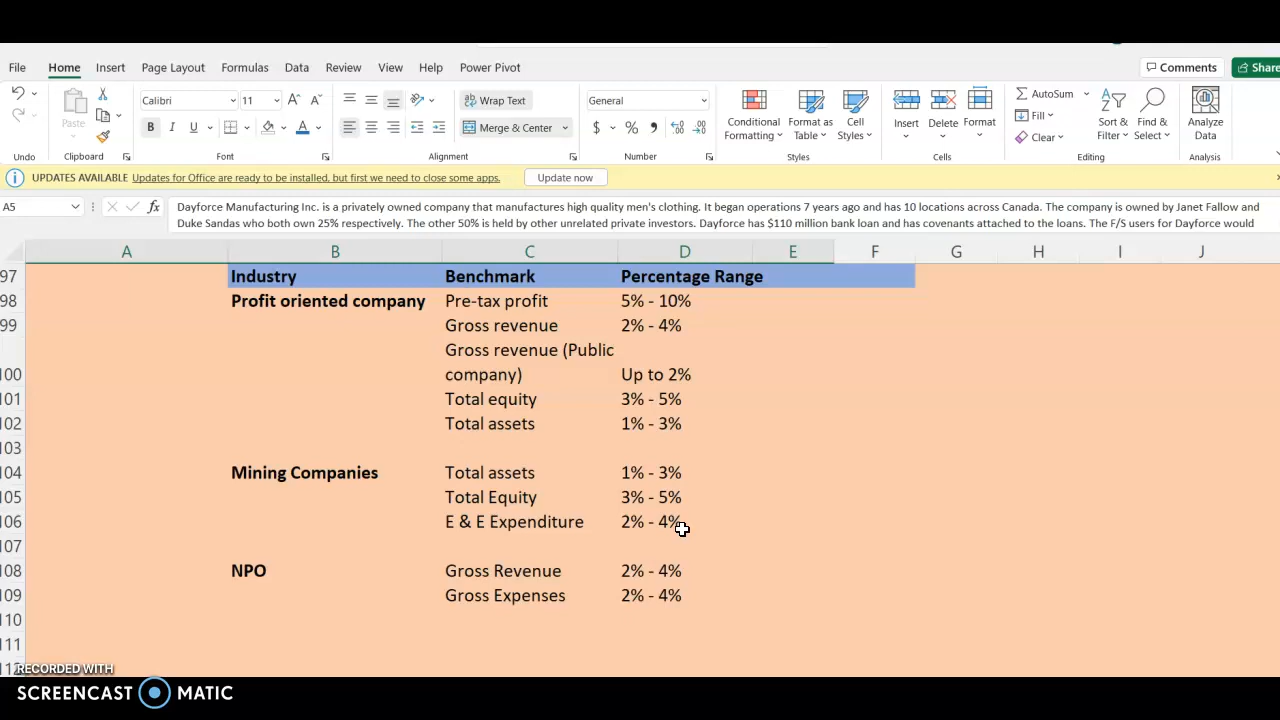 File Home Insert Page Layout Formulas Data Review View Help Power Pivot Comments Share
Calibri 11 Wrap Text General AutoSum
Paste Conditional Formatting Format as Table Cell Styles Insert Delete Format Fill Sort & Filter Find & Select Analyze Data
B I U Merge & Center $ % Clear
Undo Clipboard Font Alignment Number Styles Cells Editing Analysis
UPDATES AVAILABLE Updates for Office are ready to be installed, but first we need to close some apps. Update now
A5 fx Dayforce Manufacturing Inc. is a privately owned company that manufactures high quality men's clothing. It began operations 7 years ago and has 10 locations across Canada. The company is owned by Janet Fallow and
Duke Sandas who both own 25% respectively. The other 50% is held by other unrelated private investors. Dayforce has $110 million bank loan and has covenants attached to the loans. The F/S users for Dayforce would
A B C D E F G H I J
97 Industry Benchmark Percentage Range
98 Profit oriented company Pre-tax profit 5% - 10%
99 Gross revenue 2% - 4%
Gross revenue (Public
100 company) Up to 2%
101 Total equity 3% - 5%
102 Total assets 1% - 3%
103
104 Mining Companies Total assets 1% - 3%
105 Total Equity 3% - 5%
106 E & E Expenditure 2% - 4%
107
108 NPO Gross Revenue 2% - 4%
109 Gross Expenses 2% - 4%
110
111
RECORDED WITH
SCREENCAST MATIC